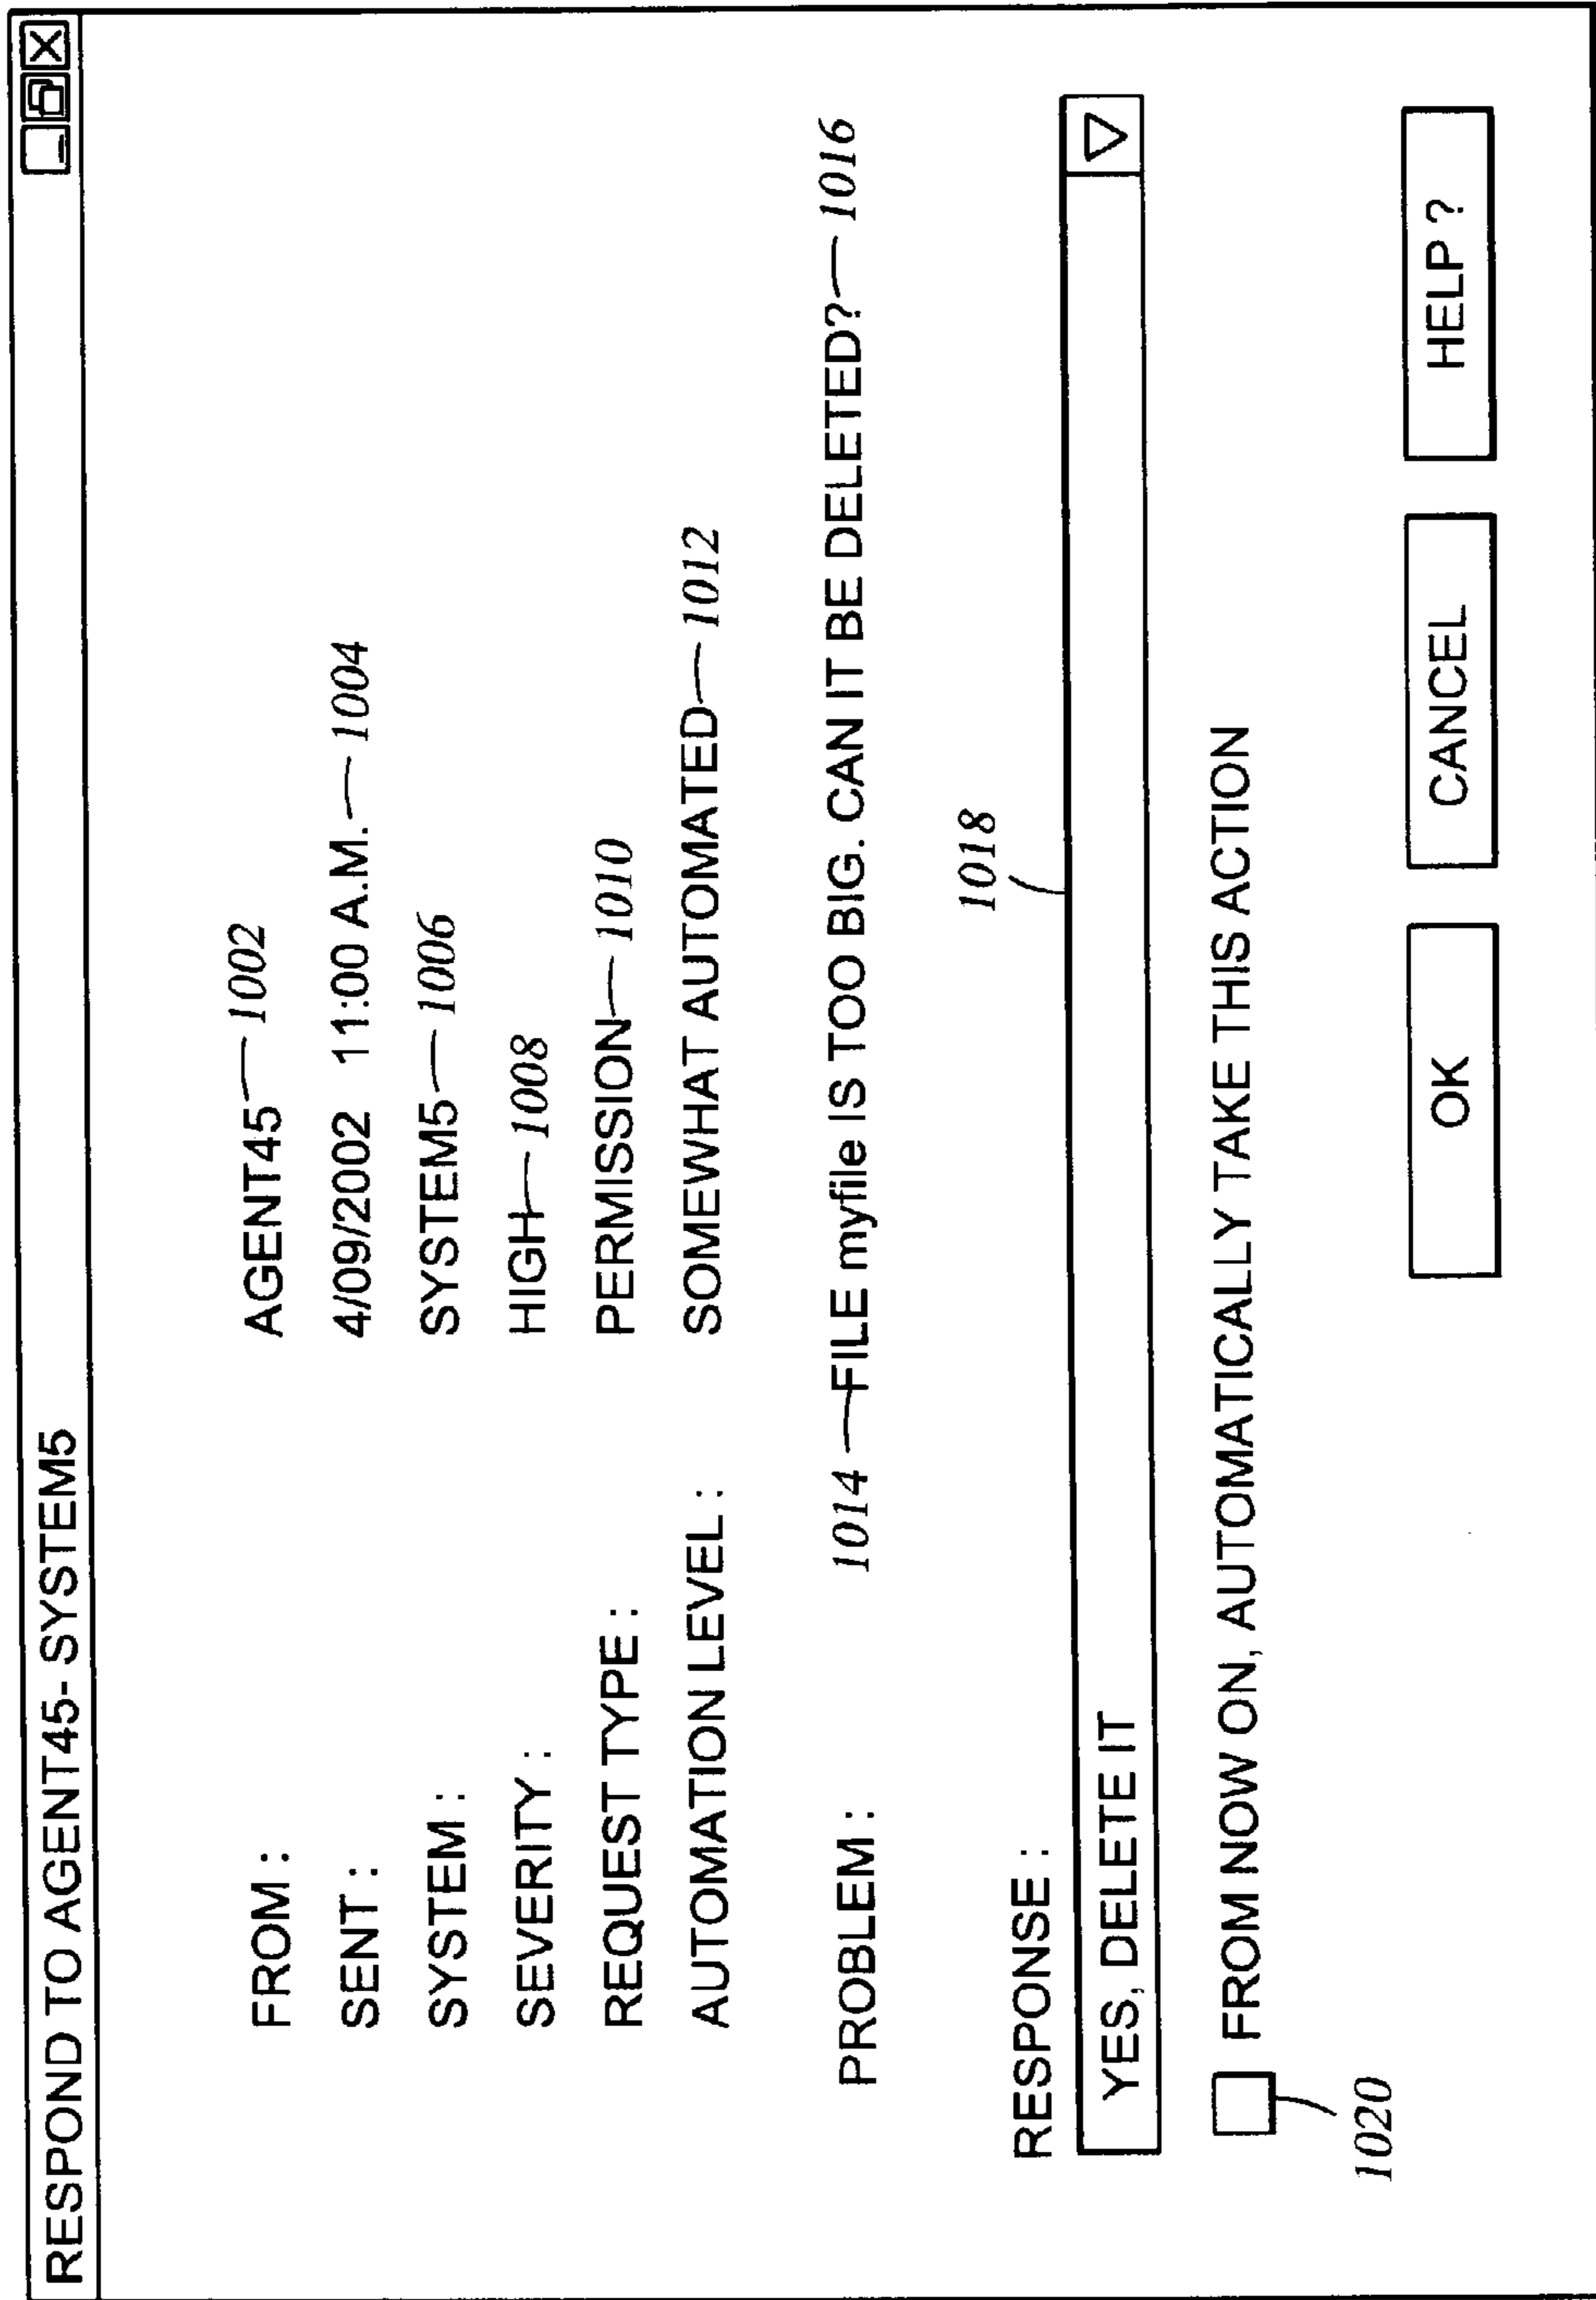 RESPOND TO AGENT45- SYSTEM5
FROM : AGENT45 1002
SENT : 4/09/2002 11:00 A.M. 1004
SYSTEM : SYSTEM5 1006
SEVERITY : HIGH 1008
REQUEST TYPE : PERMISSION 1010
AUTOMATION LEVEL : SOMEWHAT AUTOMATED 1012
PROBLEM : 1014 FILE myfile IS TOO BIG. CAN IT BE DELETED? 1016
1018
RESPONSE :
YES, DELETE IT
FROM NOW ON, AUTOMATICALLY TAKE THIS ACTION
1020
OK CANCEL HELP ?